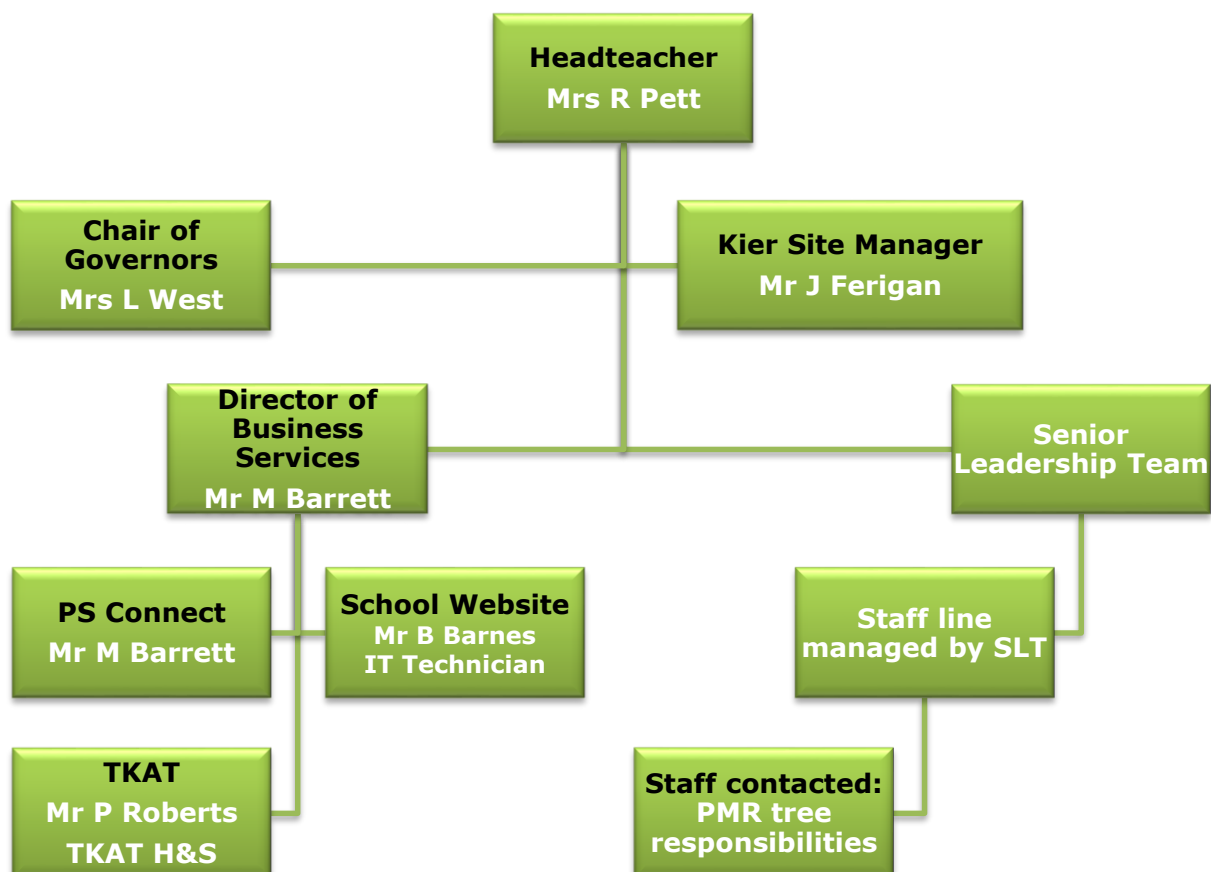 Headteacher
Mrs R Pett
Chair of
Governors
Mrs L West
Kier Site Manager
Mr J Ferigan
Director of
Business
Services
Mr M Barrett
Senior
Leadership Team
PS Connect
Mr M Barrett
School Website
Mr B Barnes
IT Technician
Staff line
managed by SLT
TKAT
Mr P Roberts
TKAT H&S
Staff contacted:
PMR tree
responsibilities